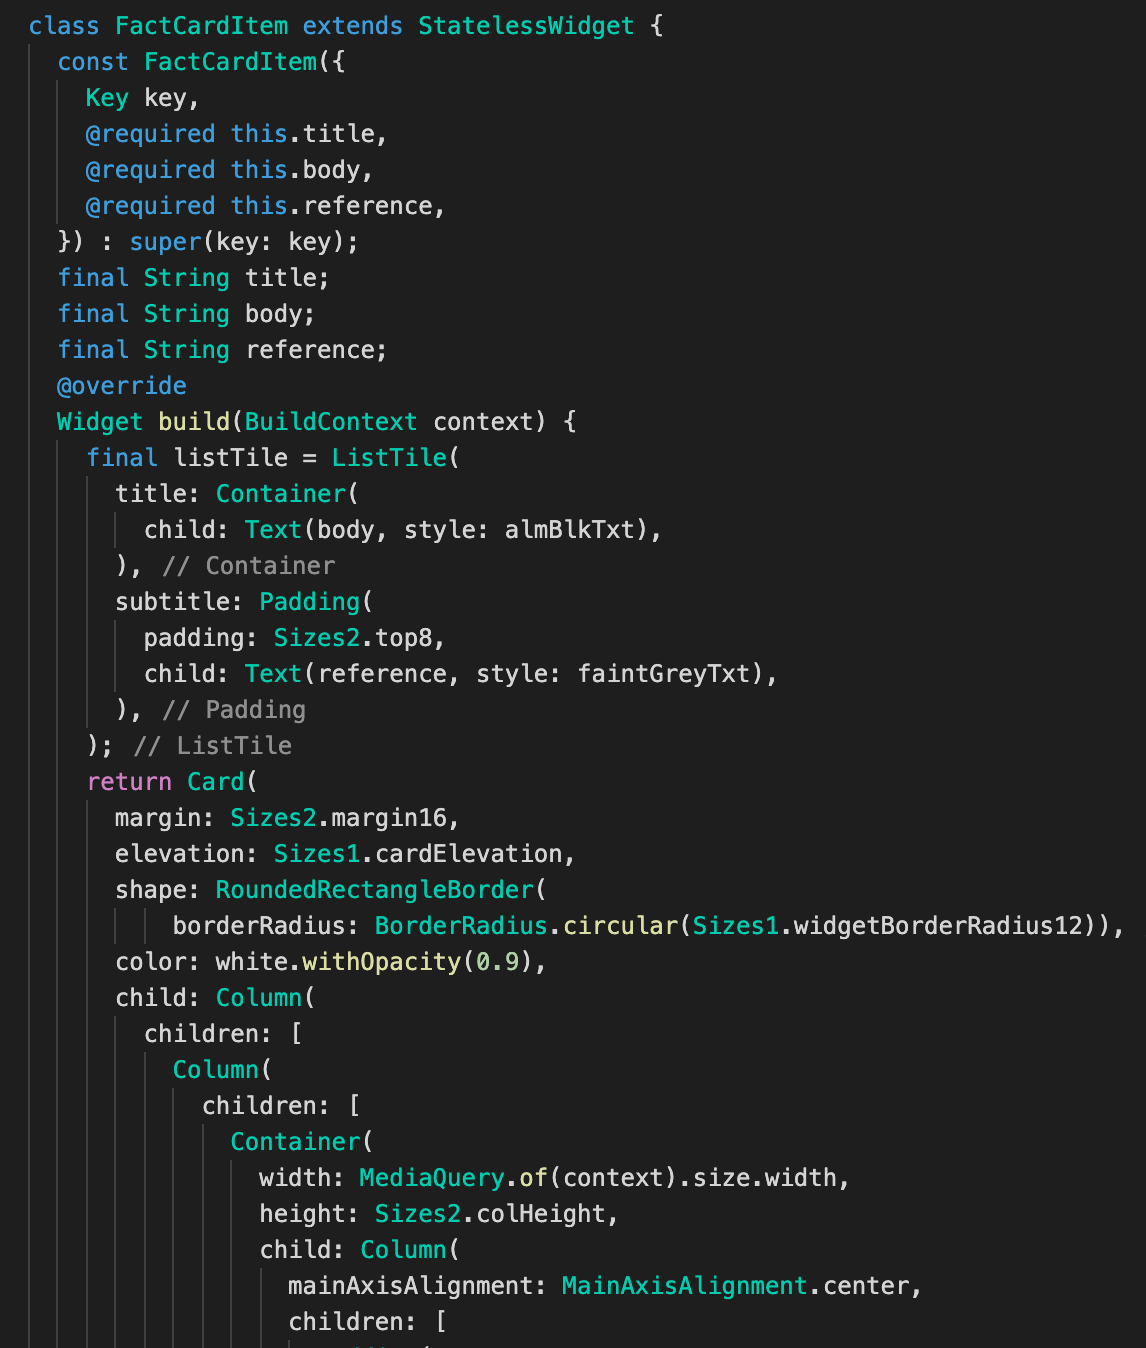 class FactCardItem extends StatelessWidget {
const FactCardItem({
Key key,
@required this.title,
@required this.body,
@required this.reference,
}) : super(key: key);
final String title;
final String body;
final String reference;
@override
Widget build(BuildContext context) {
final listTile = ListTile(
title: Container(
child: Text(body, style: almBlkTxt),
), // Container
subtitle: Padding(
padding: Sizes2.top8,
child: Text(reference, style: faintGreyTxt),
), // Padding
); // ListTile
return Card(
margin: Sizes2.margin16,
elevation: Sizes1.cardElevation,
shape: RoundedRectangleBorder(
borderRadius: BorderRadius.circular(Sizes1.widgetBorderRadius12)),
color: white.withOpacity(0.9),
child: Column(
children: [
Column(
children: [
Container(
width: MediaQuery.of(context).size.width,
height: Sizes2.colHeight,
child: Column(
mainAxisAlignment: MainAxisAlignment.center,
children: [